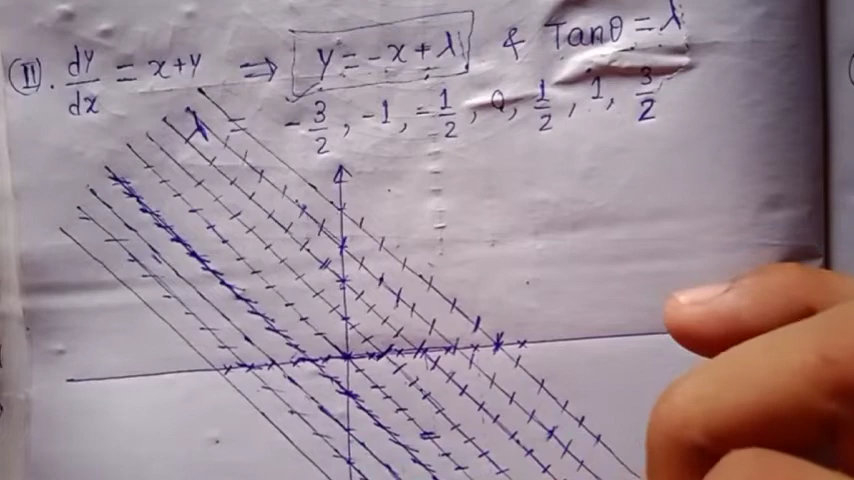 (II). dy/dx = x+y ⇒ y = -x + λ & Tanθ = λ
λ = -3/2, -1, -1/2, 0, 1/2, 1, 3/2